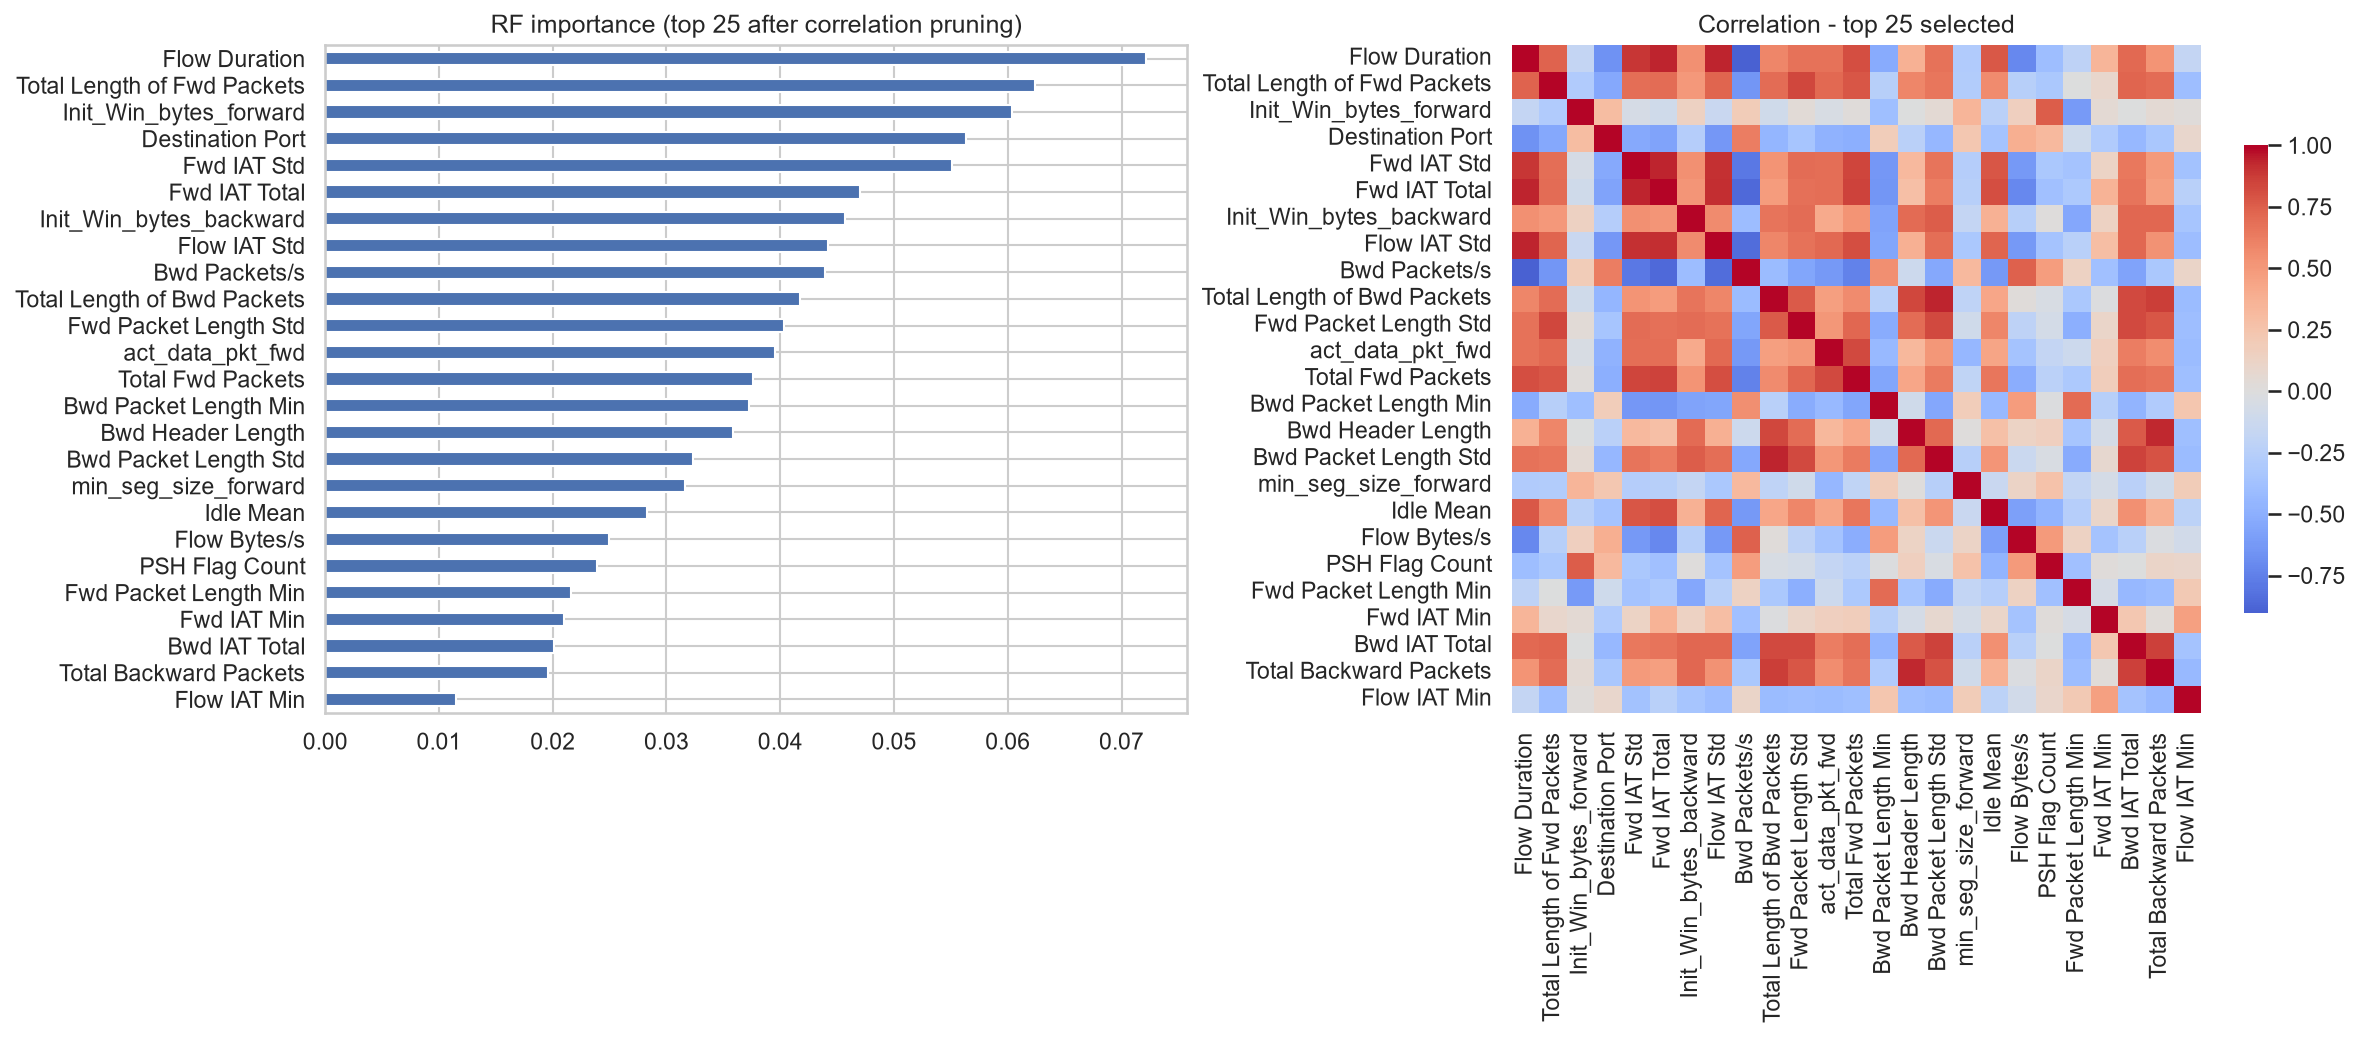 RF importance (top 25 after correlation pruning)
Flow Duration
Total Length of Fwd Packets
Init_Win_bytes_forward
Destination Port
Fwd IAT Std
Fwd IAT Total
Init_Win_bytes_backward
Flow IAT Std
Bwd Packets/s
Total Length of Bwd Packets
Fwd Packet Length Std
act_data_pkt_fwd
Total Fwd Packets
Bwd Packet Length Min
Bwd Header Length
Bwd Packet Length Std
min_seg_size_forward
Idle Mean
Flow Bytes/s
PSH Flag Count
Fwd Packet Length Min
Fwd IAT Min
Bwd IAT Total
Total Backward Packets
Flow IAT Min
0.00 0.01 0.02 0.03 0.04 0.05 0.06 0.07
Correlation - top 25 selected
Flow Duration
Total Length of Fwd Packets
Init_Win_bytes_forward
Destination Port
Fwd IAT Std
Fwd IAT Total
Init_Win_bytes_backward
Flow IAT Std
Bwd Packets/s
Total Length of Bwd Packets
Fwd Packet Length Std
act_data_pkt_fwd
Total Fwd Packets
Bwd Packet Length Min
Bwd Header Length
Bwd Packet Length Std
min_seg_size_forward
Idle Mean
Flow Bytes/s
PSH Flag Count
Fwd Packet Length Min
Fwd IAT Min
Bwd IAT Total
Total Backward Packets
Flow IAT Min
Flow Duration
Total Length of Fwd Packets
Init_Win_bytes_forward
Destination Port
Fwd IAT Std
Fwd IAT Total
Init_Win_bytes_backward
Flow IAT Std
Bwd Packets/s
Total Length of Bwd Packets
Fwd Packet Length Std
act_data_pkt_fwd
Total Fwd Packets
Bwd Packet Length Min
Bwd Header Length
Bwd Packet Length Std
min_seg_size_forward
Idle Mean
Flow Bytes/s
PSH Flag Count
Fwd Packet Length Min
Fwd IAT Min
Bwd IAT Total
Total Backward Packets
Flow IAT Min
1.00
0.75
0.50
0.25
0.00
−0.25
−0.50
−0.75